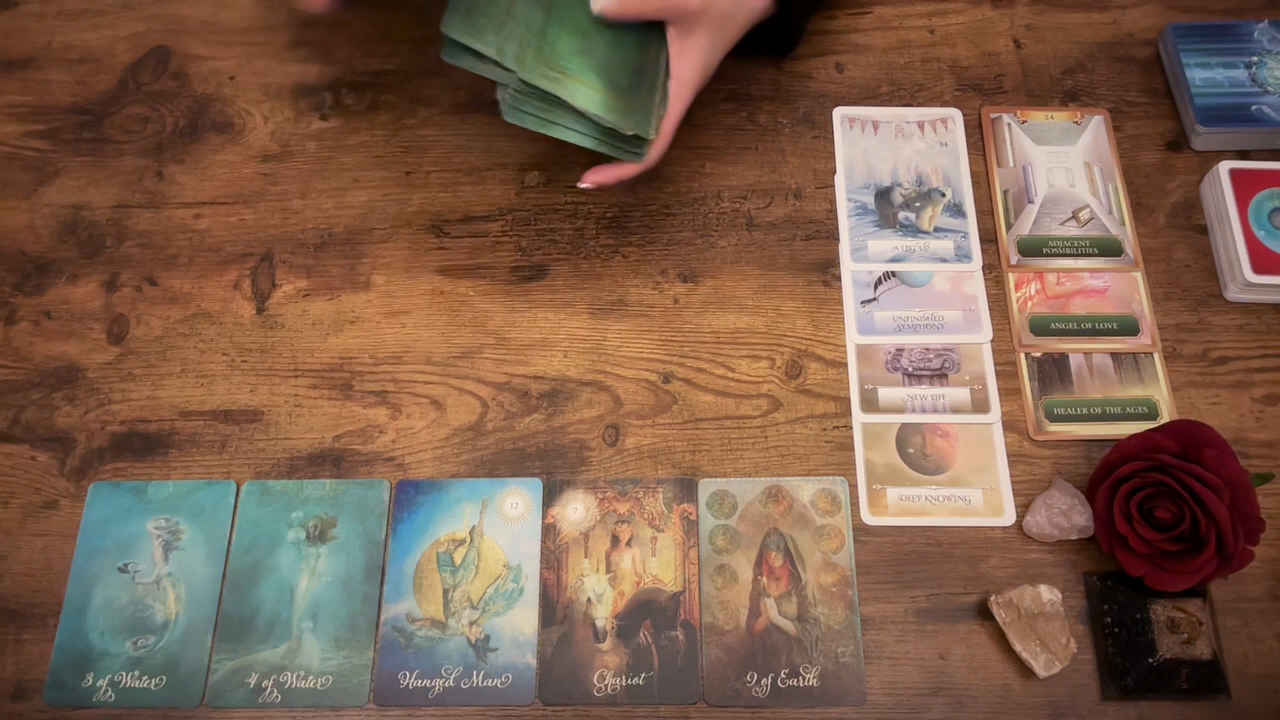 34
A LEG UP
UNFINISHED
SYMPHONY
NEW LIFE
DEEP KNOWING
24
ADJACENT
POSSIBILITIES
ANGEL OF LOVE
HEALER OF THE AGES
3 of Water
4 of Water
12
Hanged Man
7
Chariot
9 of Earth